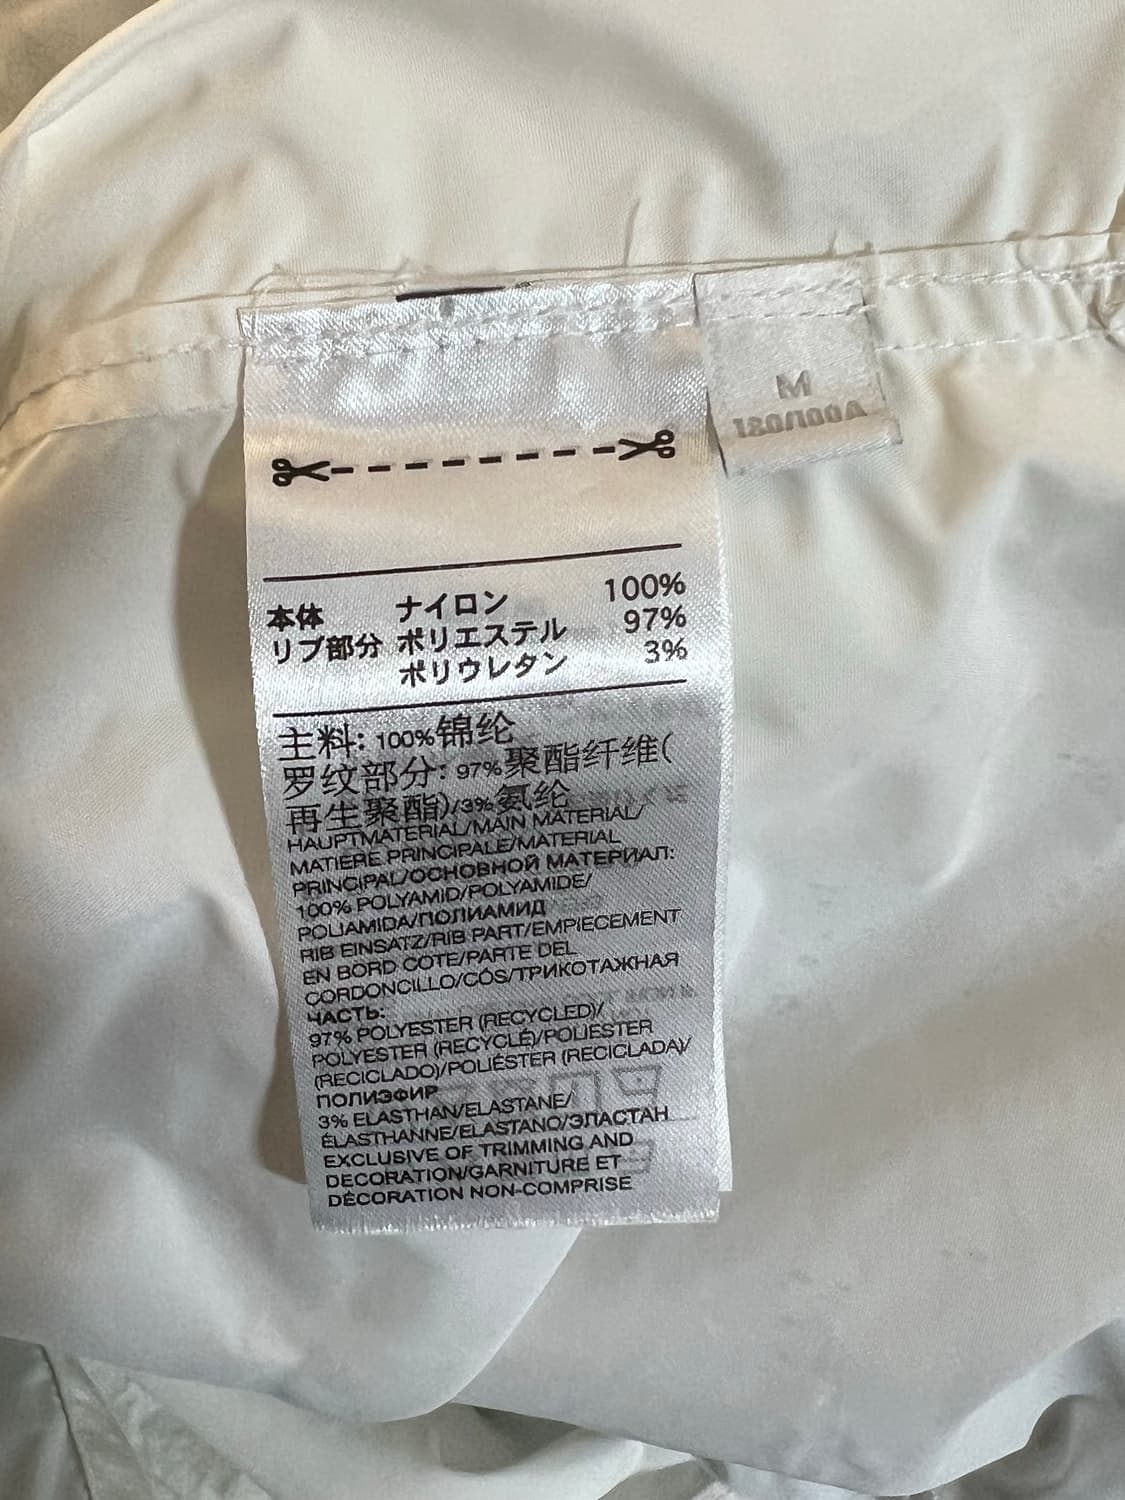 本体 ナイロン 100%
リブ部分 ポリエステル 97%
ポリウレタン 3%
主料: 100%锦纶
罗纹部分: 97%聚酯纤维(
再生聚酯)/3%氨纶
HAUPTMATERIAL/MAIN MATERIAL/
MATIERE PRINCIPALE/MATERIAL
PRINCIPAL/ОСНОВНОЙ МАТЕРИАЛ:
100% POLYAMID/POLYAMIDE/
POLIAMIDA/ПОЛИАМИД
RIB EINSATZ/RIB PART/EMPIECEMENT
EN BORD COTE/PARTE DEL
CORDONCILLO/CÓS/ТРИКОТАЖНАЯ
ЧАСТЬ:
97% POLYESTER (RECYCLED)/
POLYESTER (RECYCLÉ)/POLIESTER
(RECICLADO)/POLIÉSTER (RECICLADA)/
ПОЛИЭФИР
3% ELASTHAN/ELASTANE/
ÉLASTHANNE/ELASTANO/ЭЛАСТАН
EXCLUSIVE OF TRIMMING AND
DECORATION/GARNITURE ET
DÉCORATION NON-COMPRISE
M